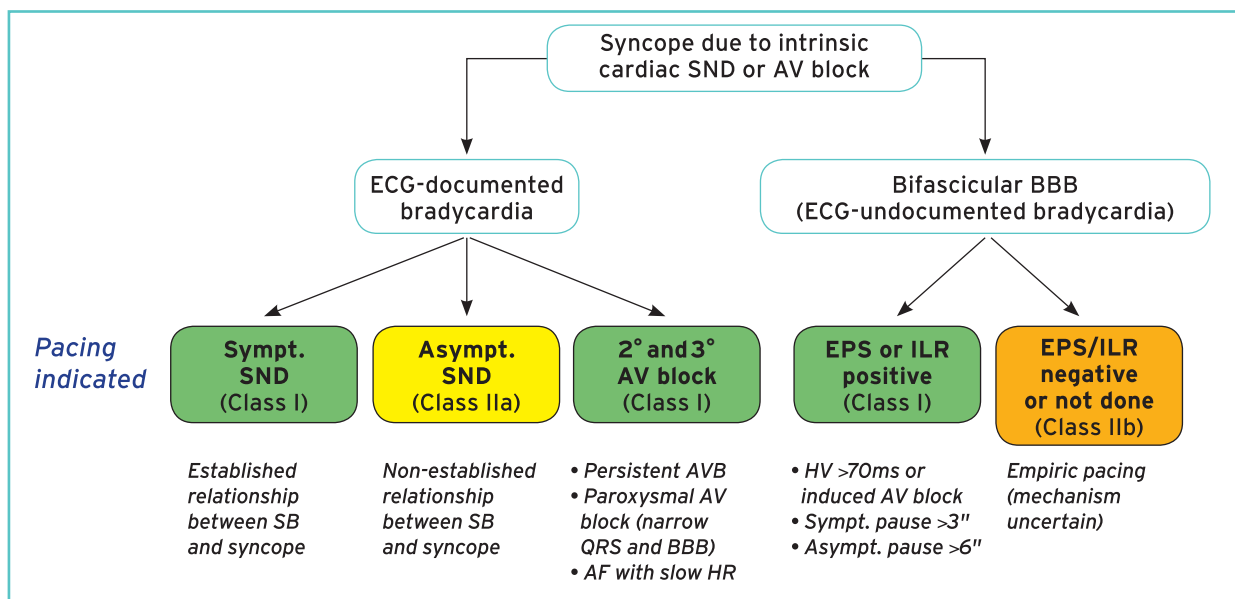 Syncope due to intrinsic
cardiac SND or AV block
ECG-documented
bradycardia
Bifascicular BBB
(ECG-undocumented bradycardia)
Pacing
indicated
Sympt.
SND
(Class I)
Asympt.
SND
(Class IIa)
2° and 3°
AV block
(Class I)
EPS or ILR
positive
(Class I)
EPS/ILR
negative
or not done
(Class IIb)
Established
relationship
between SB
and syncope
Non-established
relationship
between SB
and syncope
• Persistent AVB
• Paroxysmal AV
block (narrow
QRS and BBB)
• AF with slow HR
• HV >70ms or
induced AV block
• Sympt. pause >3"
• Asympt. pause >6"
Empiric pacing
(mechanism
uncertain)